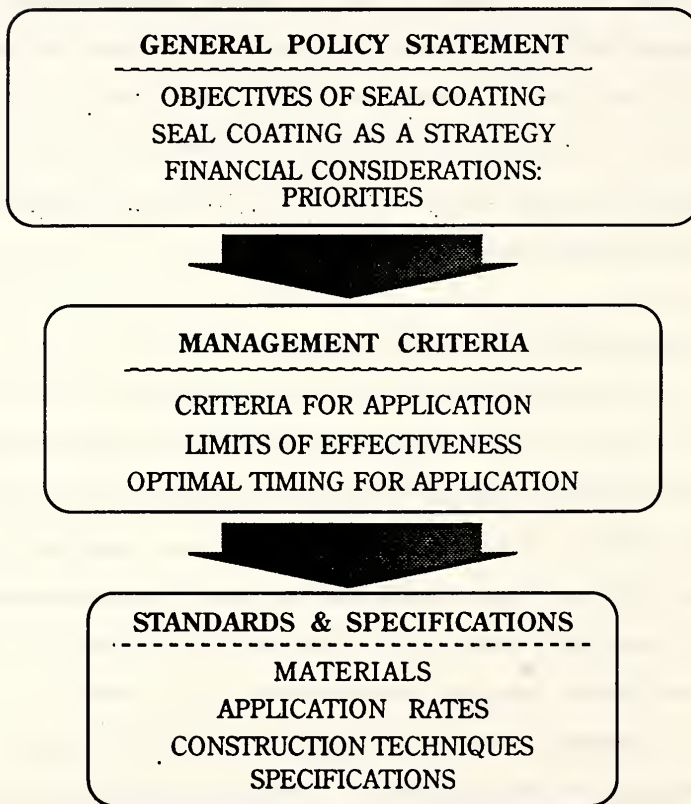 GENERAL POLICY STATEMENT
OBJECTIVES OF SEAL COATING
SEAL COATING AS A STRATEGY
FINANCIAL CONSIDERATIONS:
PRIORITIES
MANAGEMENT CRITERIA
CRITERIA FOR APPLICATION
LIMITS OF EFFECTIVENESS
OPTIMAL TIMING FOR APPLICATION
STANDARDS & SPECIFICATIONS
MATERIALS
APPLICATION RATES
CONSTRUCTION TECHNIQUES
SPECIFICATIONS